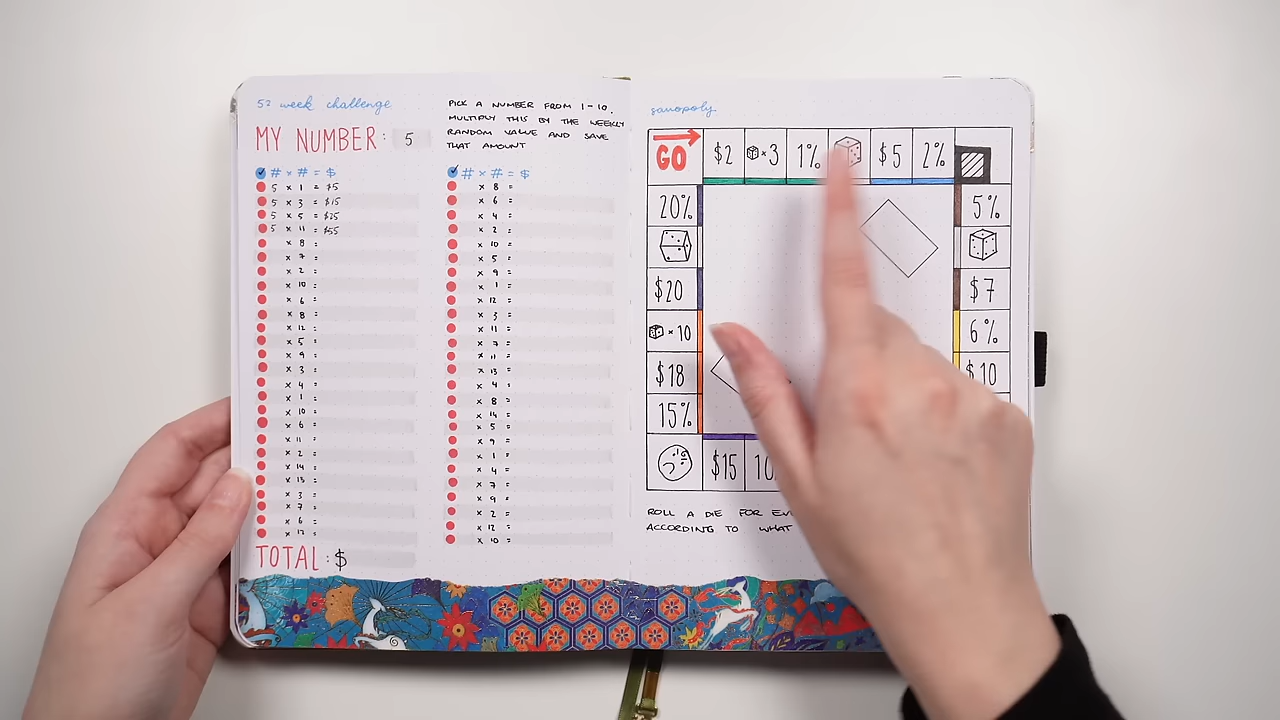 52 week challenge
MY NUMBER: 5
PICK A NUMBER FROM 1-10.
MULTIPLY THIS BY THE WEEKLY
RANDOM VALUE AND SAVE
THAT AMOUNT
# × # = $
5 × 1 = $5
5 × 3 = $15
5 × 5 = $25
5 × 11 = $55
× 8 =
× 7 =
× 2 =
× 10 =
× 6 =
× 8 =
× 12 =
× 5 =
× 9 =
× 3 =
× 4 =
× 1 =
× 10 =
× 6 =
× 11 =
× 2 =
× 14 =
× 13 =
× 3 =
× 7 =
× 6 =
TOTAL: $
# × # = $
× 8 =
× 6 =
× 4 =
× 2 =
× 10 =
× 5 =
× 9 =
× 1 =
× 12 =
× 3 =
× 11 =
× 7 =
× 11 =
× 13 =
× 4 =
× 8 =
× 14 =
× 5 =
× 9 =
× 1 =
× 4 =
× 7 =
× 9 =
× 2 =
× 12 =
× 10 =
savopoly
GO $2 ×3 1% $5 2%
20% 5%
$20 $7
×10 6%
$18 $10
15%
$15 10
ROLL A DIE FOR
ACCORDING TO WHAT